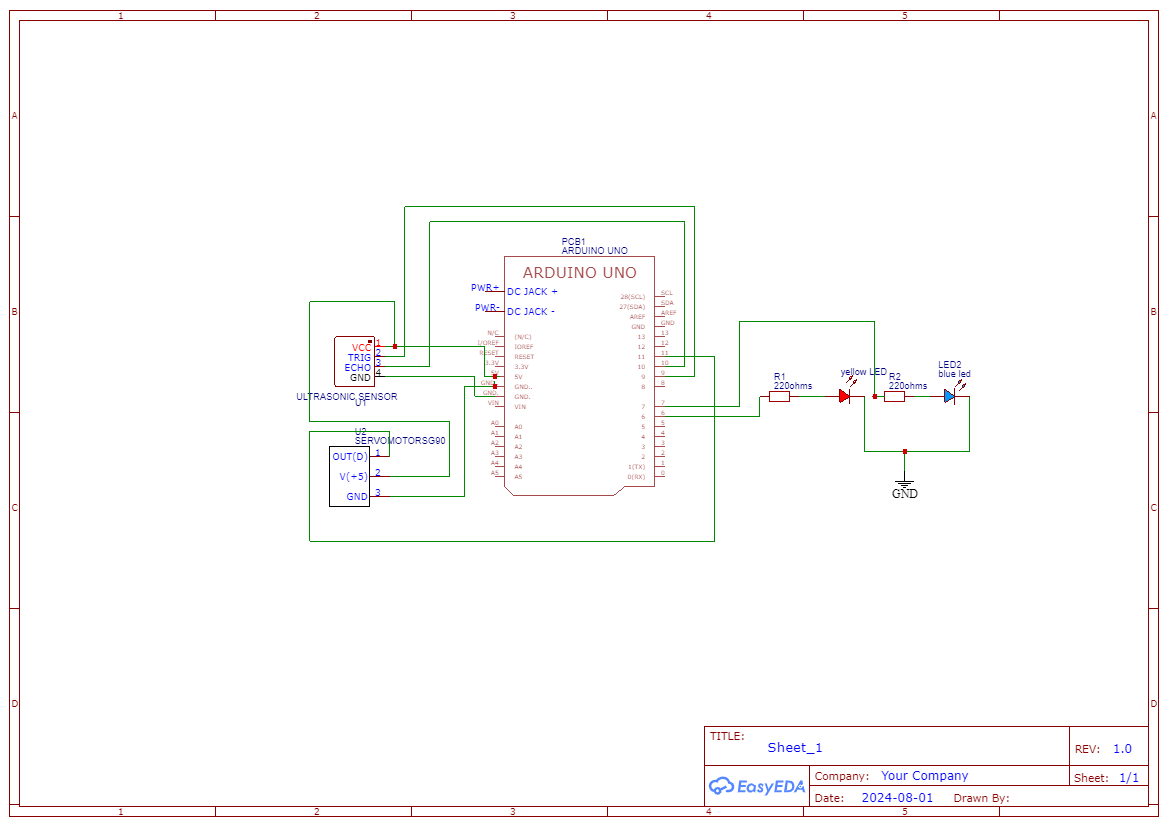 1 2 3 4 5
A A
B B
C C
D D
PCB1
ARDUINO UNO
ARDUINO UNO
PWR+ DC JACK +
PWR- DC JACK -
N/C (N/C)
I/OREF IOREF
RESET RESET
3.3V 3.3V
5V 5V
GND. GND..
GND. GND.
VIN VIN
A0 A0
A1 A1
A2 A2
A3 A3
A4 A4
A5 A5
28(SCL) SCL
27(SDA) SDA
AREF AREF
GND GND
13 13
12 12
11 11
10 10
9 9
8 8
7 7
6 6
5 5
4 4
3 3
2 2
1(TX) 1
0(RX) 0
VCC 1
TRIG 2
ECHO 3
GND 4
ULTRASONIC SENSOR
U1
U2
SERVOMOTORSG90
OUT(D) 1
V(+5) 2
GND 3
R1
220ohms
yellow LED
R2
220ohms
LED2
blue led
GND
TITLE:
Sheet_1
REV: 1.0
EasyEDA
Company: Your Company
Sheet: 1/1
Date: 2024-08-01 Drawn By:
1 2 3 4 5